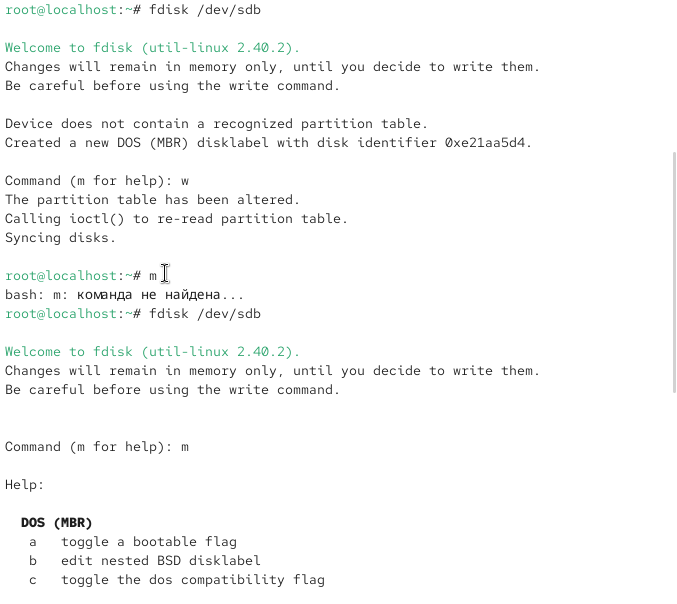 root@localhost:~# fdisk /dev/sdb
Welcome to fdisk (util-linux 2.40.2).
Changes will remain in memory only, until you decide to write them.
Be careful before using the write command.
Device does not contain a recognized partition table.
Created a new DOS (MBR) disklabel with disk identifier 0xe21aa5d4.
Command (m for help): w
The partition table has been altered.
Calling ioctl() to re-read partition table.
Syncing disks.
root@localhost:~# m
bash: m: команда не найдена...
root@localhost:~# fdisk /dev/sdb
Welcome to fdisk (util-linux 2.40.2).
Changes will remain in memory only, until you decide to write them.
Be careful before using the write command.
Command (m for help): m
Help:
DOS (MBR)
a   toggle a bootable flag
b   edit nested BSD disklabel
c   toggle the dos compatibility flag